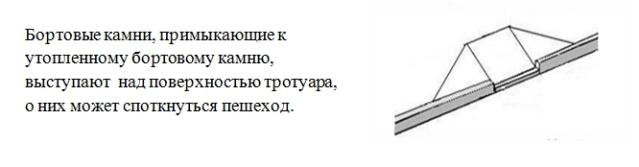 Бортовые камни, примыкающие к
утопленному бортовому камню,
выступают над поверхностью тротуара,
о них может споткнуться пешеход.